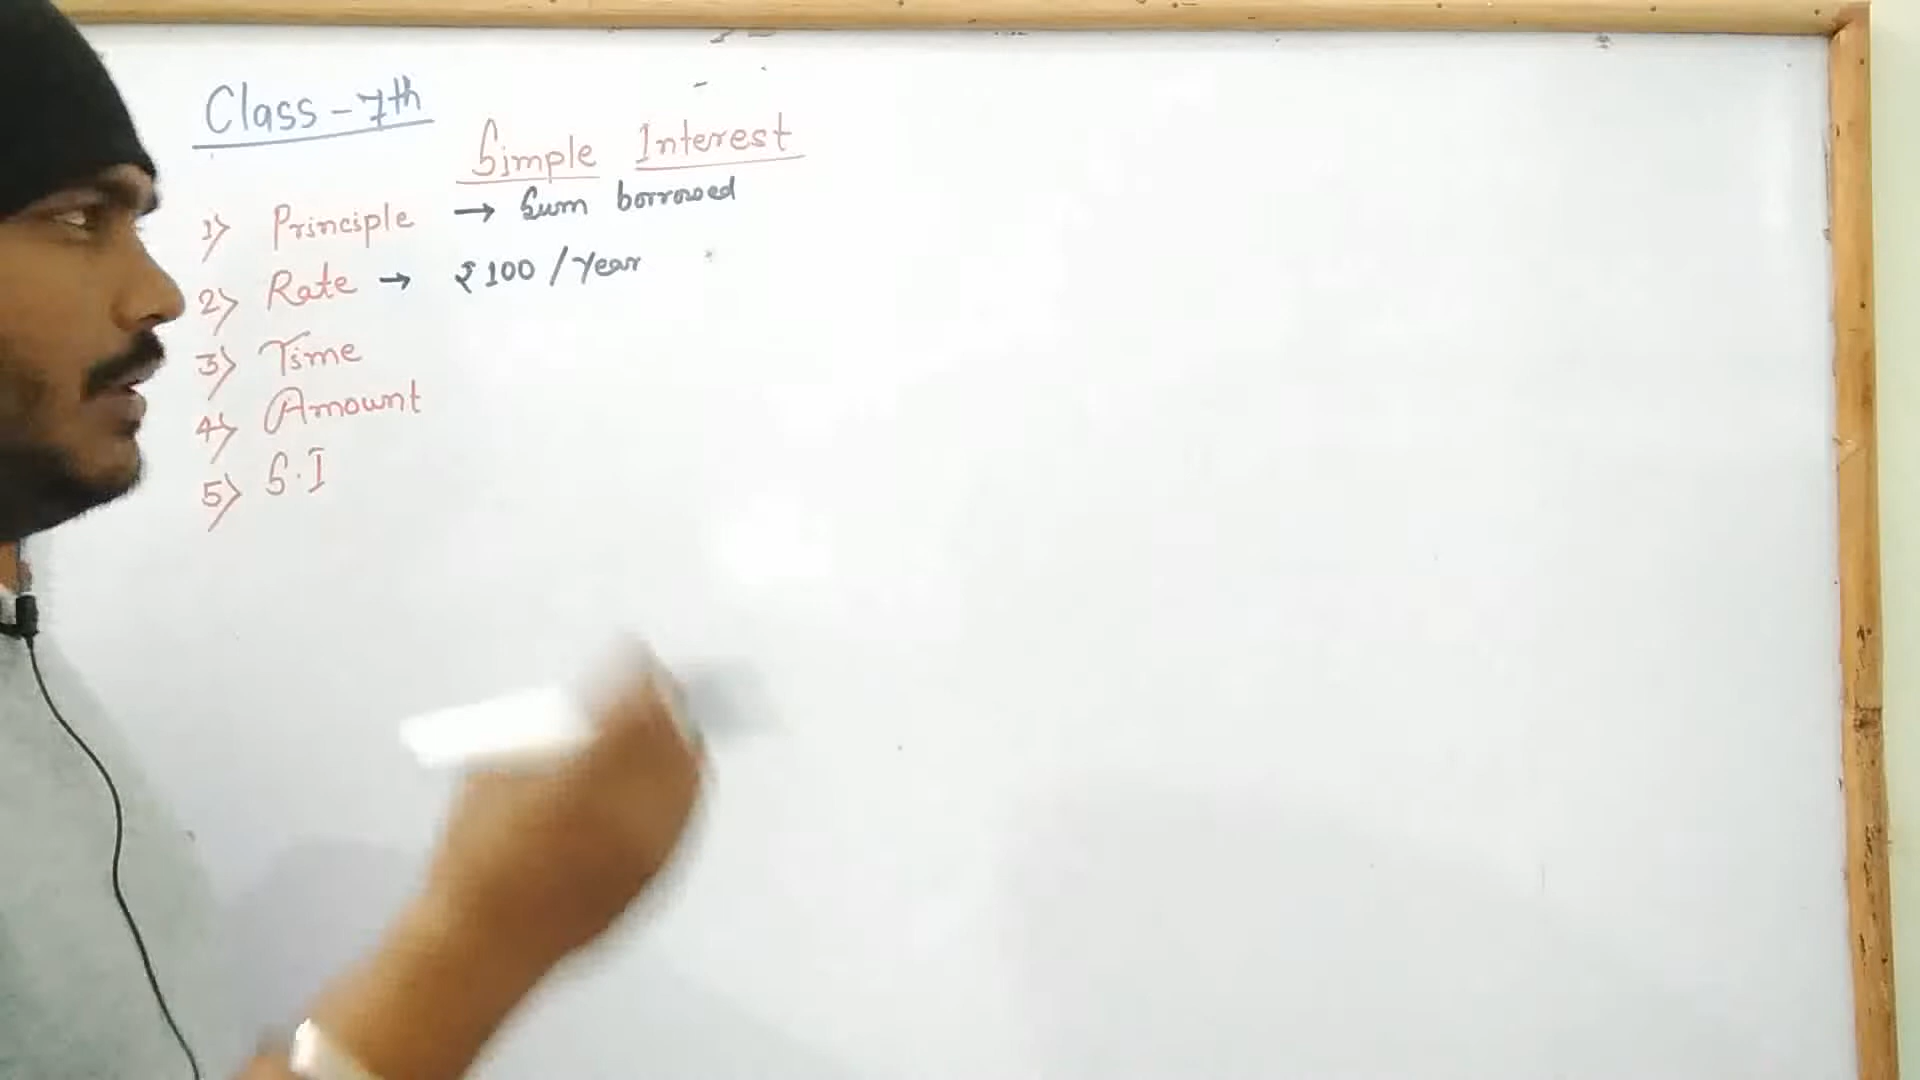 Class - 7th
Simple Interest
1) Principle → Sum borrowed
2) Rate → ₹100 / Year
3) Time
4) Amount
5) S.I